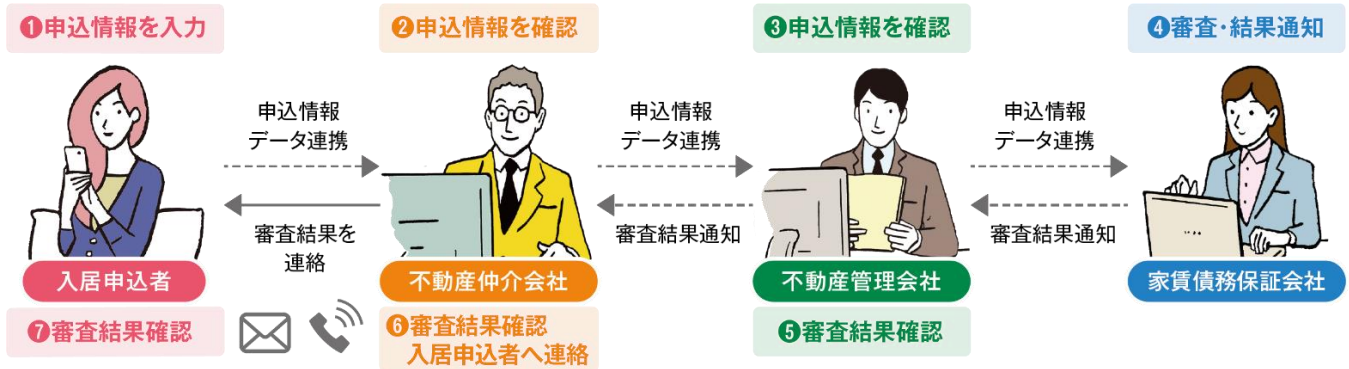 ❶申込情報を入力
❷申込情報を確認
❸申込情報を確認
❹審査・結果通知
申込情報
データ連携
申込情報
データ連携
申込情報
データ連携
審査結果を
連絡
審査結果通知
審査結果通知
入居申込者
不動産仲介会社
不動産管理会社
家賃債務保証会社
❼審査結果確認
❻審査結果確認
入居申込者へ連絡
❺審査結果確認